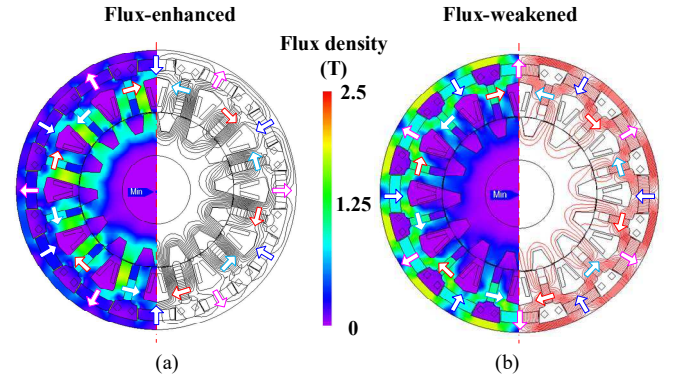 Flux-enhanced
Flux-weakened
Flux density
(T)
2.5
1.25
0
Min
Min
(a)
(b)